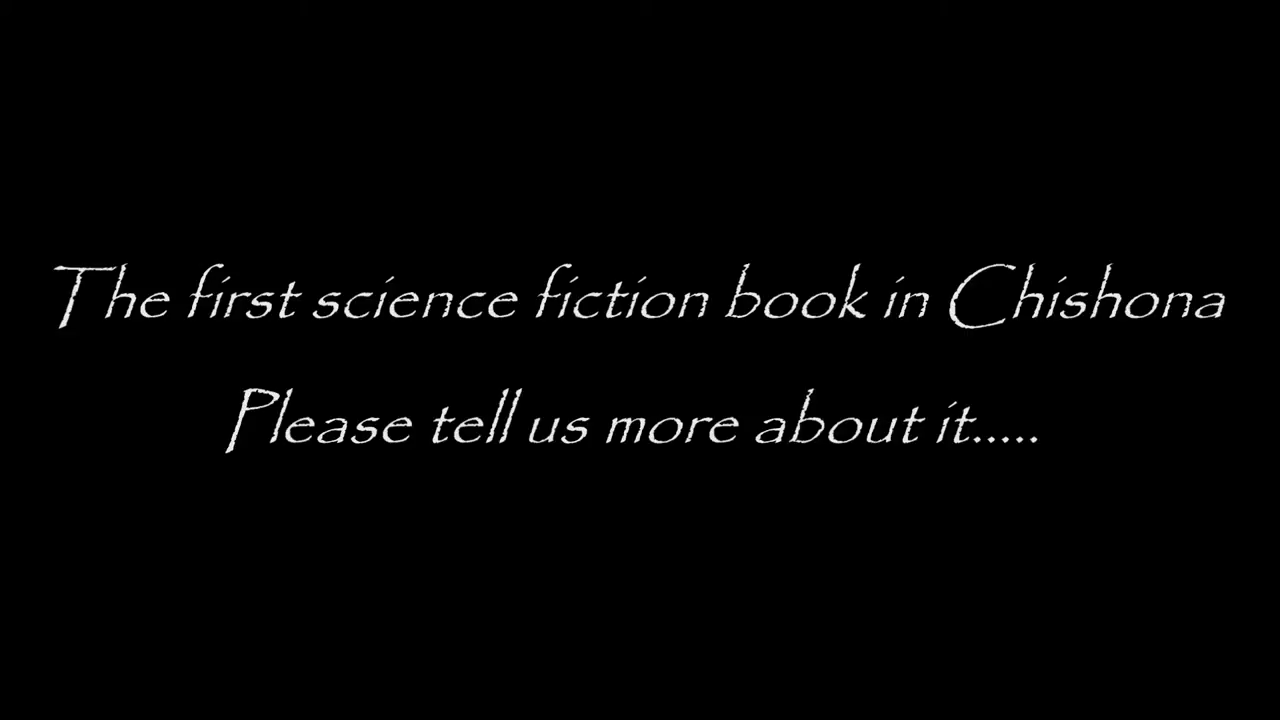 The first science fiction book in Chishona
Please tell us more about it.....